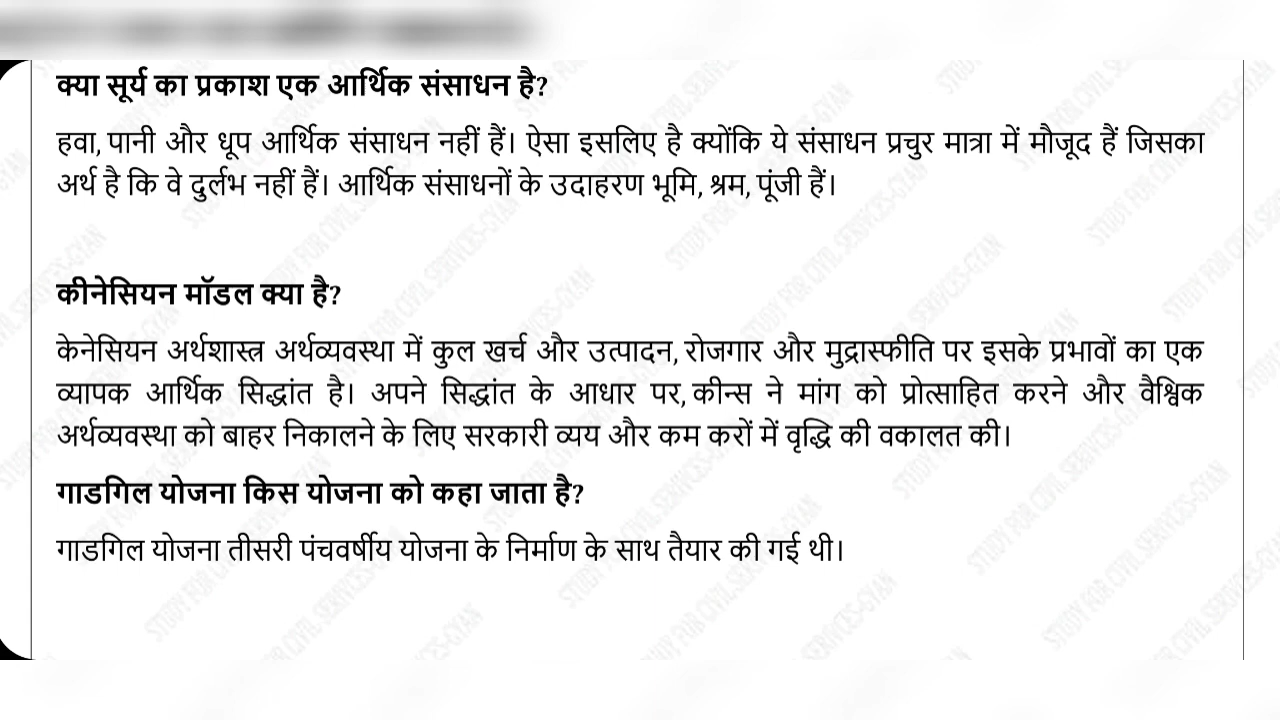 क्या सूर्य का प्रकाश एक आर्थिक संसाधन है?
हवा, पानी और धूप आर्थिक संसाधन नहीं हैं। ऐसा इसलिए है क्योंकि ये संसाधन प्रचुर मात्रा में मौजूद हैं जिसका
अर्थ है कि वे दुर्लभ नहीं हैं। आर्थिक संसाधनों के उदाहरण भूमि, श्रम, पूंजी हैं।
कीनेसियन मॉडल क्या है?
केनेसियन अर्थशास्त्र अर्थव्यवस्था में कुल खर्च और उत्पादन, रोजगार और मुद्रास्फीति पर इसके प्रभावों का एक
व्यापक आर्थिक सिद्धांत है। अपने सिद्धांत के आधार पर, कीन्स ने मांग को प्रोत्साहित करने और वैश्विक
अर्थव्यवस्था को बाहर निकालने के लिए सरकारी व्यय और कम करों में वृद्धि की वकालत की।
गाडगिल योजना किस योजना को कहा जाता है?
गाडगिल योजना तीसरी पंचवर्षीय योजना के निर्माण के साथ तैयार की गई थी।